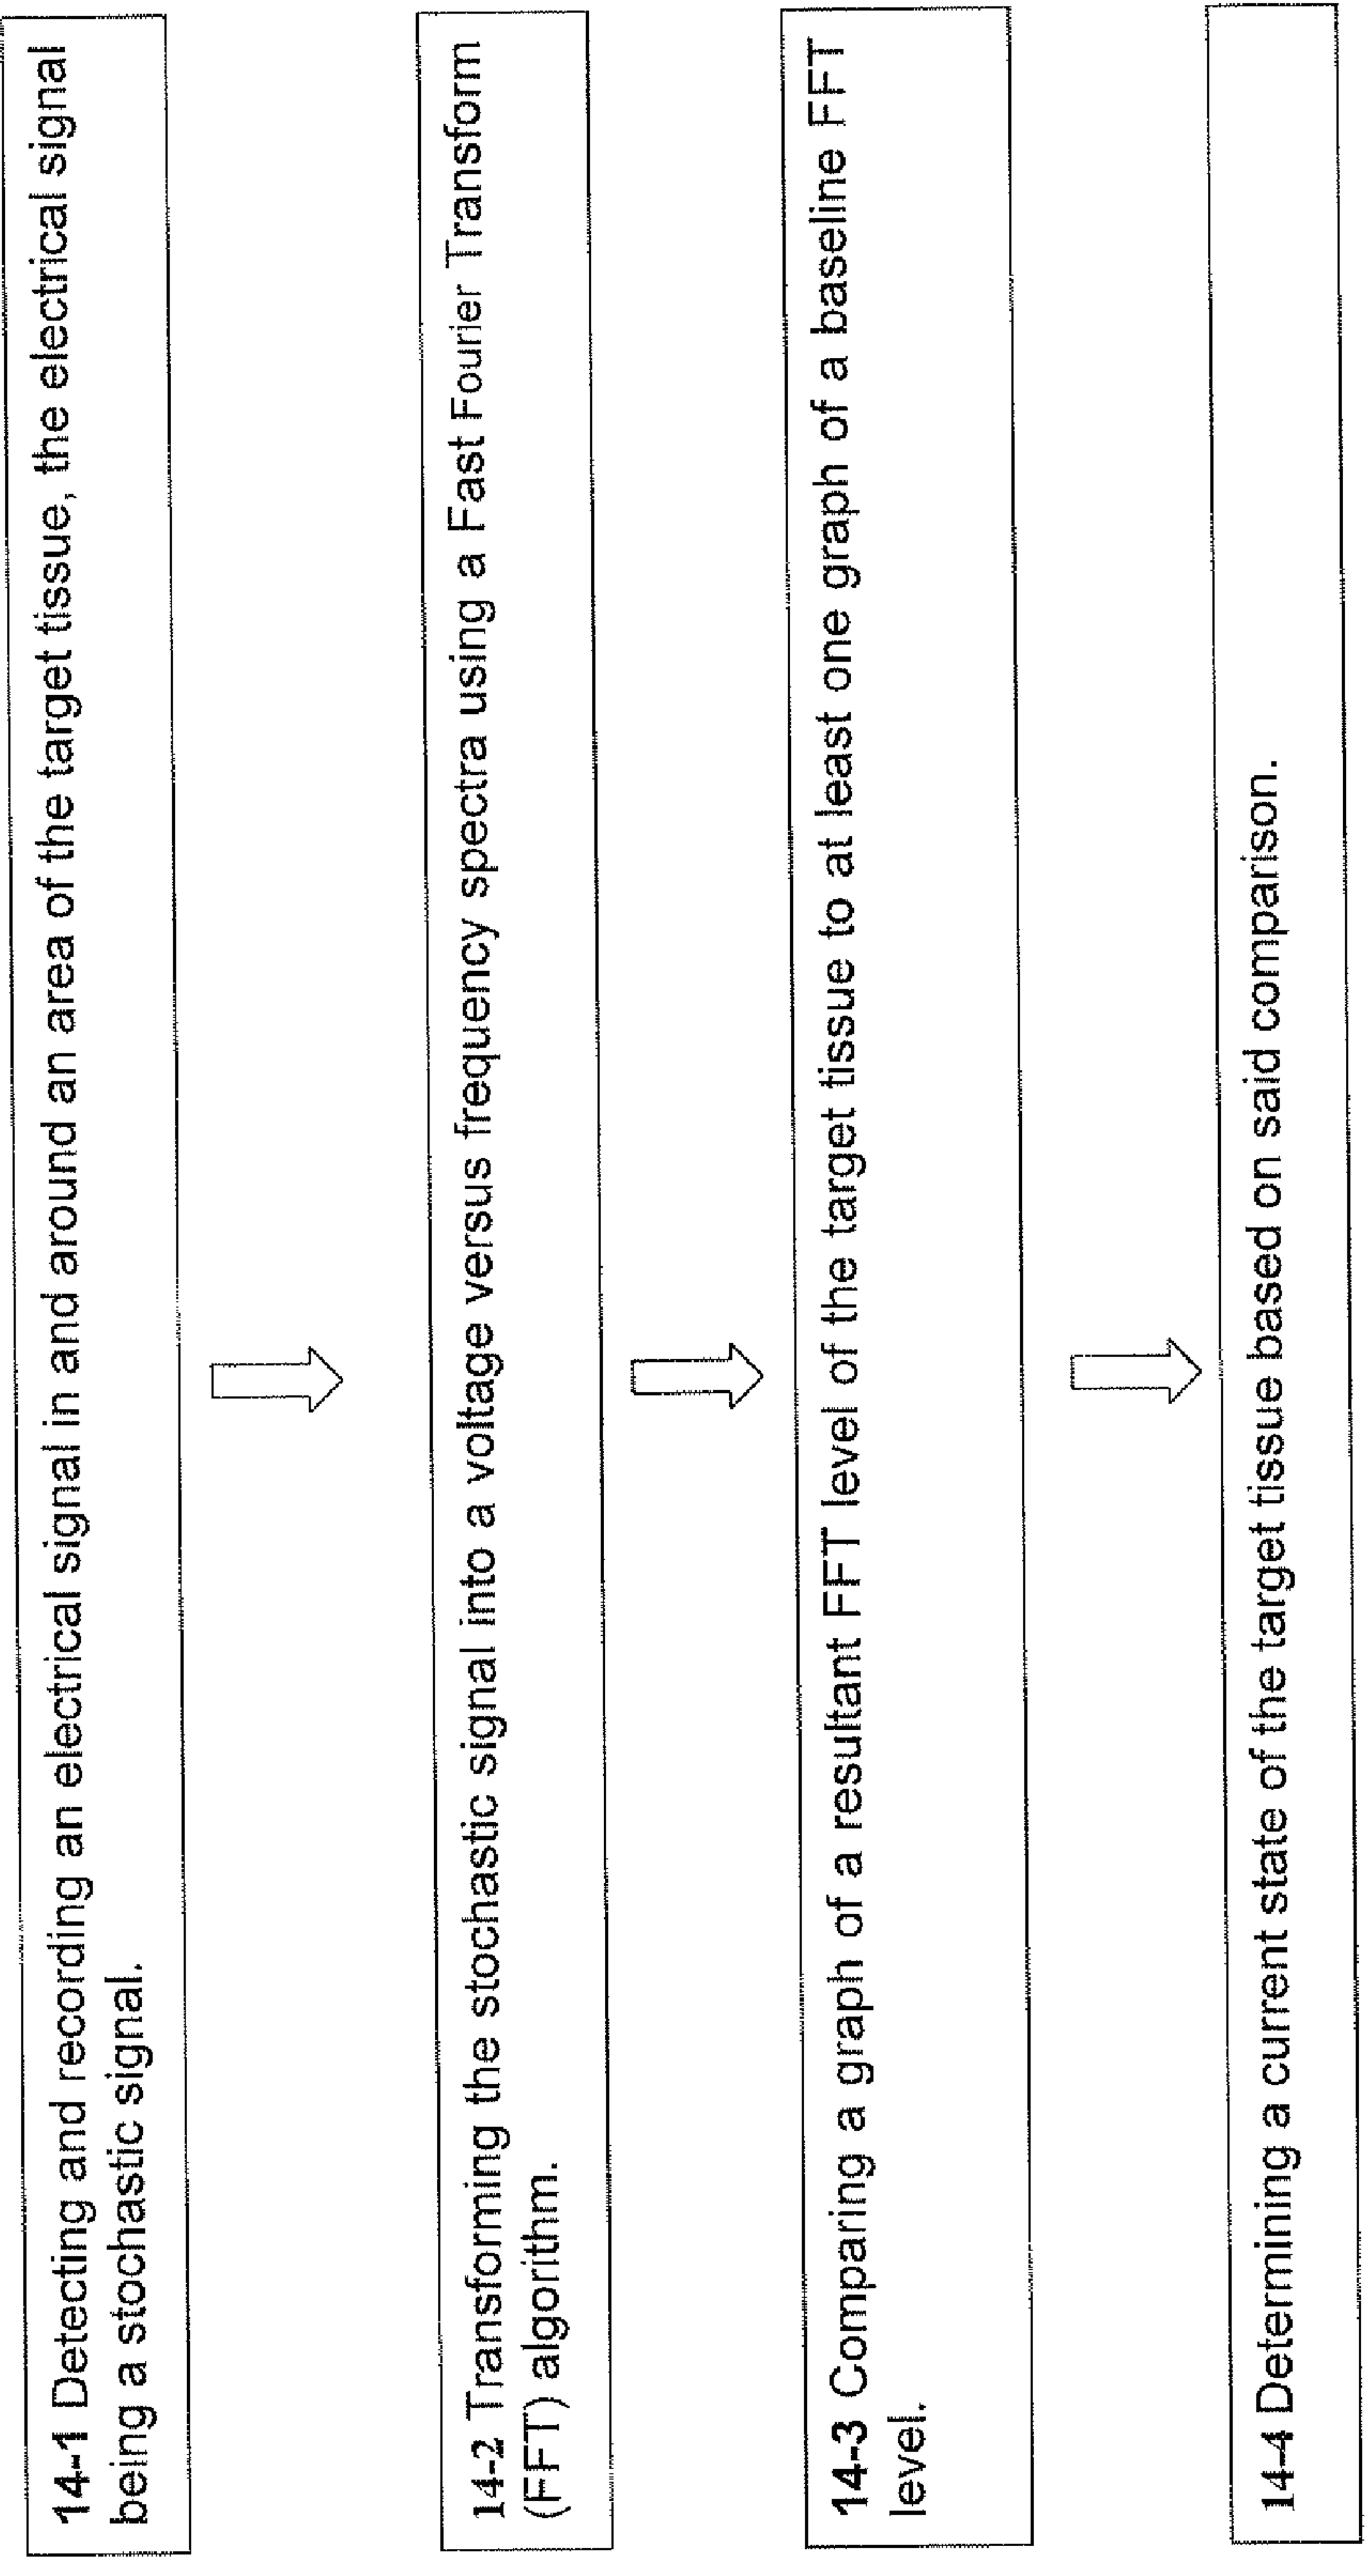 14-1 Detecting and recording an electrical signal in and around an area of the target tissue, the electrical signal
being a stochastic signal.
14-2 Transforming the stochastic signal into a voltage versus frequency spectra using a Fast Fourier Transform
(FFT) algorithm.
14-3 Comparing a graph of a resultant FFT level of the target tissue to at least one graph of a baseline FFT
level.
14-4 Determining a current state of the target tissue based on said comparison.